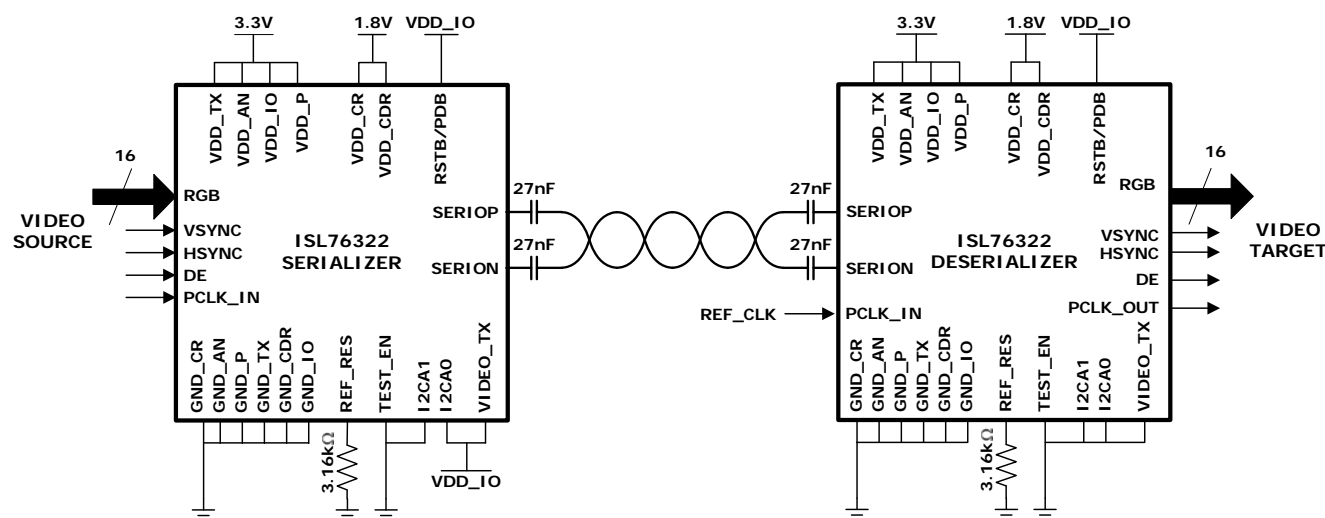 3.3V
1.8V
VDD_IO
VDD_TX
VDD_AN
VDD_IO
VDD_P
VDD_CR
VDD_CDR
RSTB/PDB
16
VIDEO
SOURCE
RGB
VSYNC
HSYNC
DE
PCLK_IN
ISL76322
SERIALIZER
SERIOP
SERION
27nF
27nF
GND_CR
GND_AN
GND_P
GND_TX
GND_CDR
GND_IO
REF_RES
TEST_EN
I2CA1
I2CA0
VIDEO_TX
3.16kΩ
VDD_IO
3.3V
1.8V
VDD_IO
VDD_TX
VDD_AN
VDD_IO
VDD_P
VDD_CR
VDD_CDR
RSTB/PDB
27nF
27nF
SERIOP
SERION
ISL76322
DESERIALIZER
REF_CLK
PCLK_IN
RGB
VSYNC
HSYNC
DE
PCLK_OUT
16
VIDEO
TARGET
GND_CR
GND_AN
GND_P
GND_TX
GND_CDR
GND_IO
REF_RES
TEST_EN
I2CA1
I2CA0
VIDEO_TX
3.16kΩ